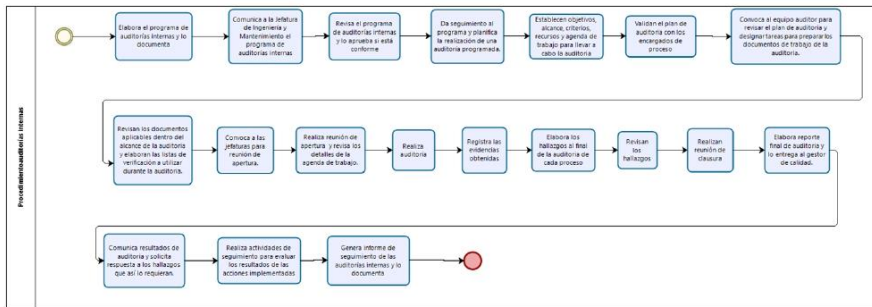 Procedimiento auditorías internas
Elabora el programa de
auditorías internas y lo
documenta
Comunica a la Jefatura
de Ingeniería y
Mantenimiento el
programa de
auditorías internas
Revisa el programa
de auditorías internas
y lo aprueba si está
conforme
Da seguimiento al
programa y planifica
la realización de una
auditoría programada.
Establecen objetivos,
alcance, criterios,
recursos y agenda de
trabajo para llevar a
cabo la auditoría
Validan el plan de
auditoría con los
encargados de
proceso
Convoca al equipo auditor para
revisar el plan de auditoría y
designar tareas para preparar los
documentos de trabajo de la
auditoría.
Revisan los documentos
aplicables dentro del
alcance de la auditoría
y elaboran las listas de
verificación a utilizar
durante la auditoría.
Convoca a las
jefaturas para
reunión de
apertura.
Realiza reunión de
apertura y revisa los
detalles de la
agenda de trabajo.
Realiza
auditoría
Registra las
evidencias
obtenidas
Elabora los
hallazgos al final
de la auditoría de
cada proceso
Revisan
los
hallazgos
Realizan
reunión de
clausura
Elabora reporte
final de auditoría y
lo entrega al gestor
de calidad.
Comunica resultados de
auditoría y solicita
respuesta a los hallazgos
que así lo requieran.
Realiza actividades de
seguimiento para evaluar
los resultados de las
acciones implementadas
Genera informe de
seguimiento de las
auditorías internas y lo
documenta